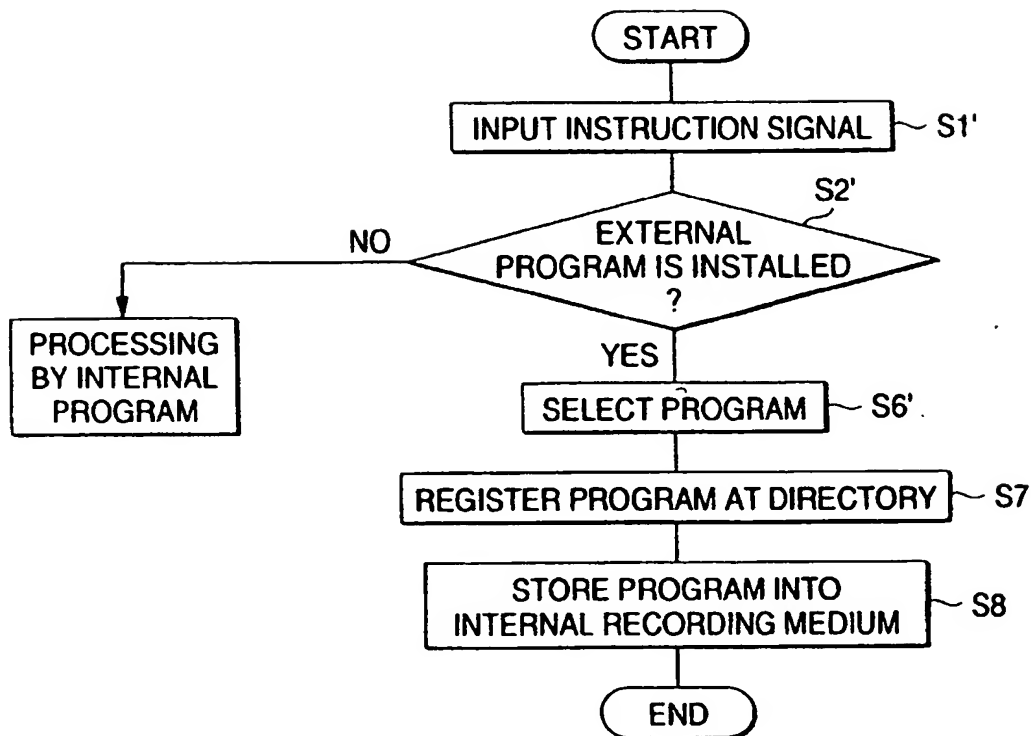 START
INPUT INSTRUCTION SIGNAL
S1'
S2'
EXTERNAL
PROGRAM IS INSTALLED
?
NO
PROCESSING
BY INTERNAL
PROGRAM
YES
SELECT PROGRAM
S6'
REGISTER PROGRAM AT DIRECTORY
S7
STORE PROGRAM INTO
INTERNAL RECORDING MEDIUM
S8
END